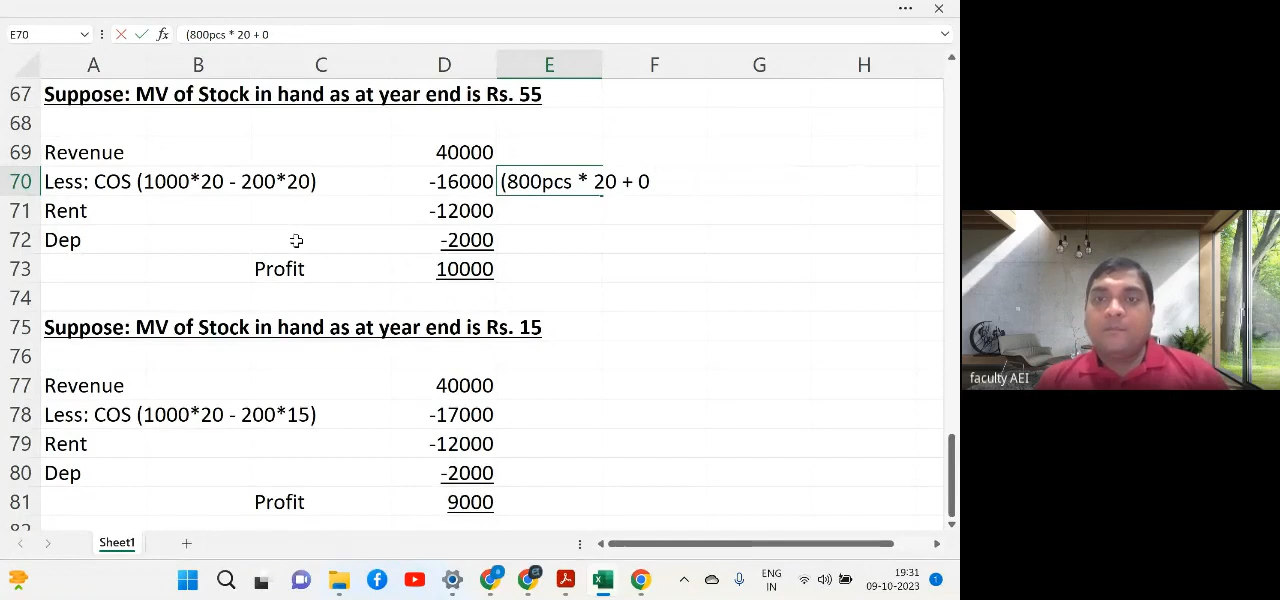 E70 (800pcs * 20 + 0
A B C D E F G H
67 Suppose: MV of Stock in hand as at year end is Rs. 55
68
69 Revenue 40000
70 Less: COS (1000*20 - 200*20) -16000 (800pcs * 20 + 0
71 Rent -12000
72 Dep -2000
73 Profit 10000
74
75 Suppose: MV of Stock in hand as at year end is Rs. 15
76
77 Revenue 40000
78 Less: COS (1000*20 - 200*15) -17000
79 Rent -12000
80 Dep -2000
81 Profit 9000
82
faculty AEI
Sheet1
ENG
IN
19:31
09-10-2023
1